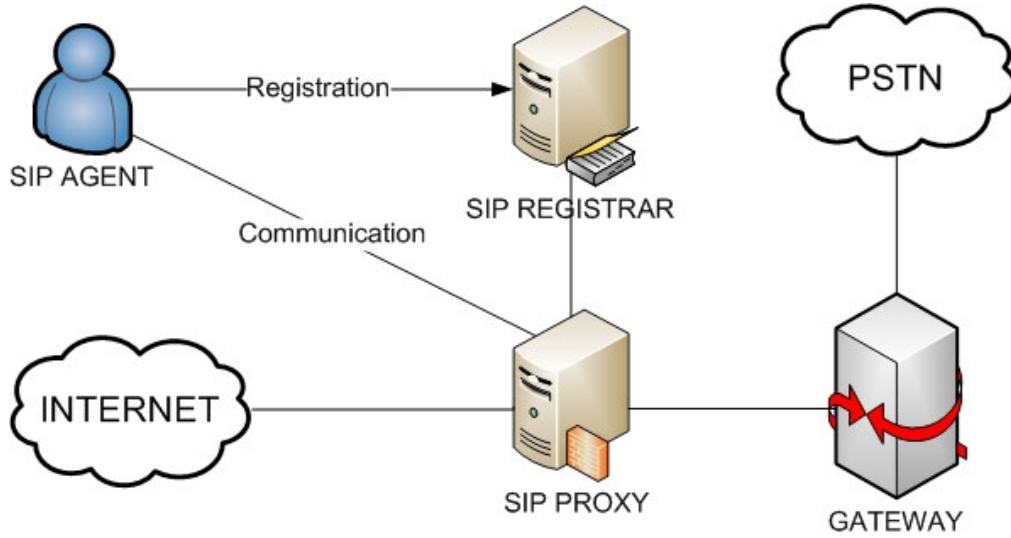 Registration
PSTN
SIP AGENT
SIP REGISTRAR
Communication
INTERNET
SIP PROXY
GATEWAY